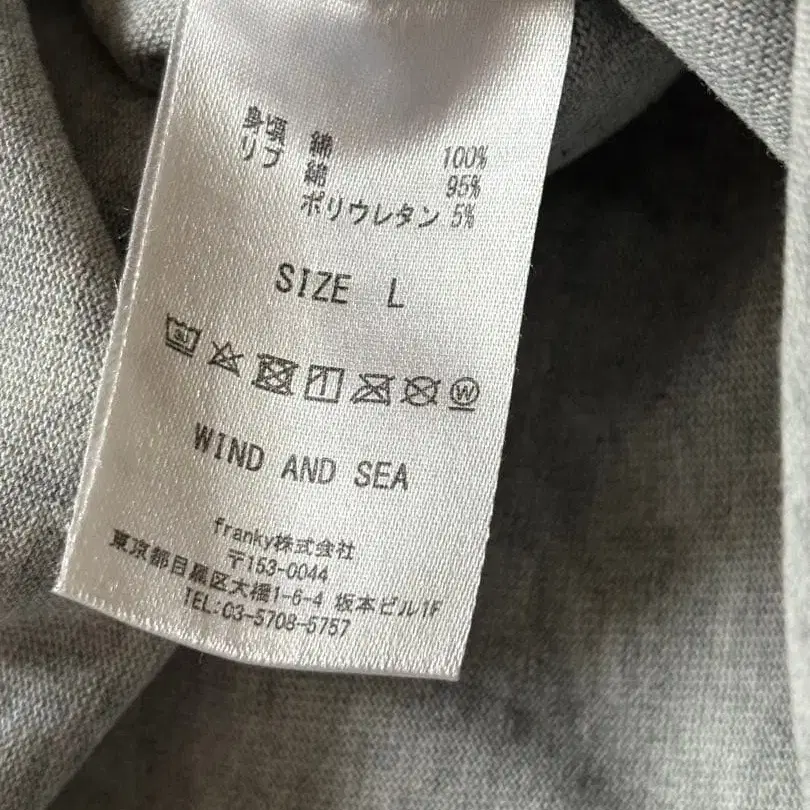 身頃 綿 100%
リブ 綿 95%
ポリウレタン 5%
SIZE L
W
WIND AND SEA
franky株式会社
〒153-0044
東京都目黒区大橋1-6-4 坂本ビル1F
TEL:03-5708-5757